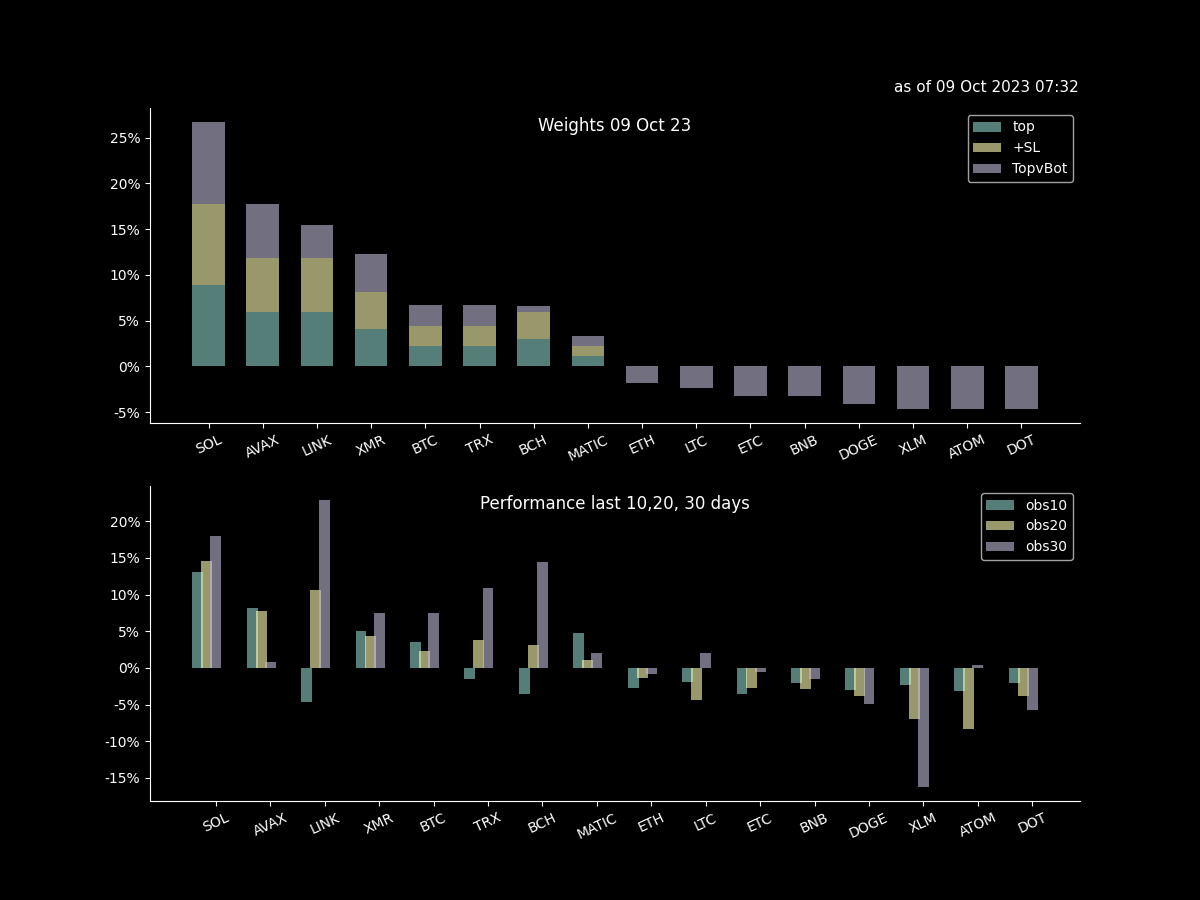 as of 09 Oct 2023 07:32
Weights 09 Oct 23
top
+SL
TopvBot
25%
20%
15%
10%
5%
0%
-5%
SOL AVAX LINK XMR BTC TRX BCH MATIC ETH LTC ETC BNB DOGE XLM ATOM DOT
Performance last 10,20, 30 days
obs10
obs20
obs30
20%
15%
10%
5%
0%
-5%
-10%
-15%
SOL AVAX LINK XMR BTC TRX BCH MATIC ETH LTC ETC BNB DOGE XLM ATOM DOT